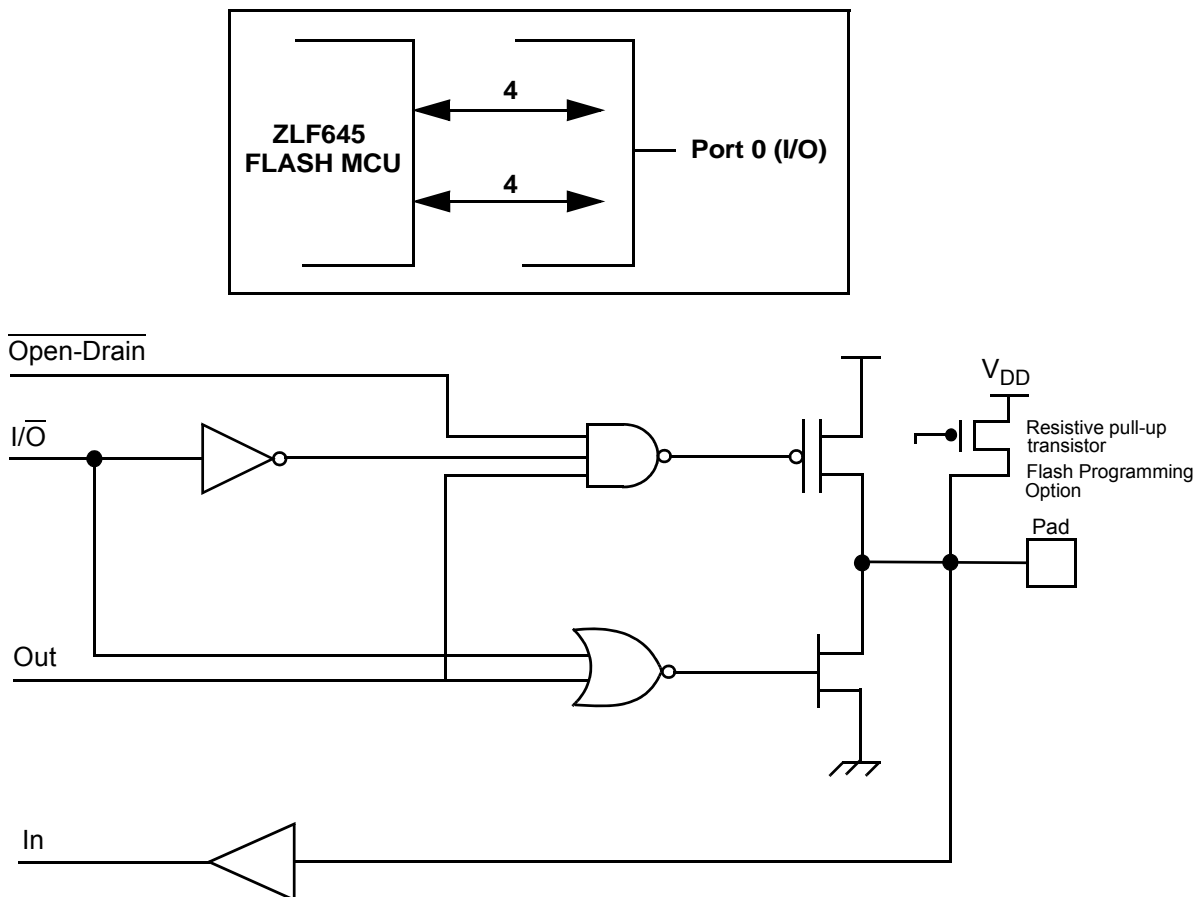 4
ZLF645
FLASH MCU
Port 0 (I/O)
4
Open-Drain
I/O
VDD
Resistive pull-up
transistor
Flash Programming
Option
Pad
Out
In